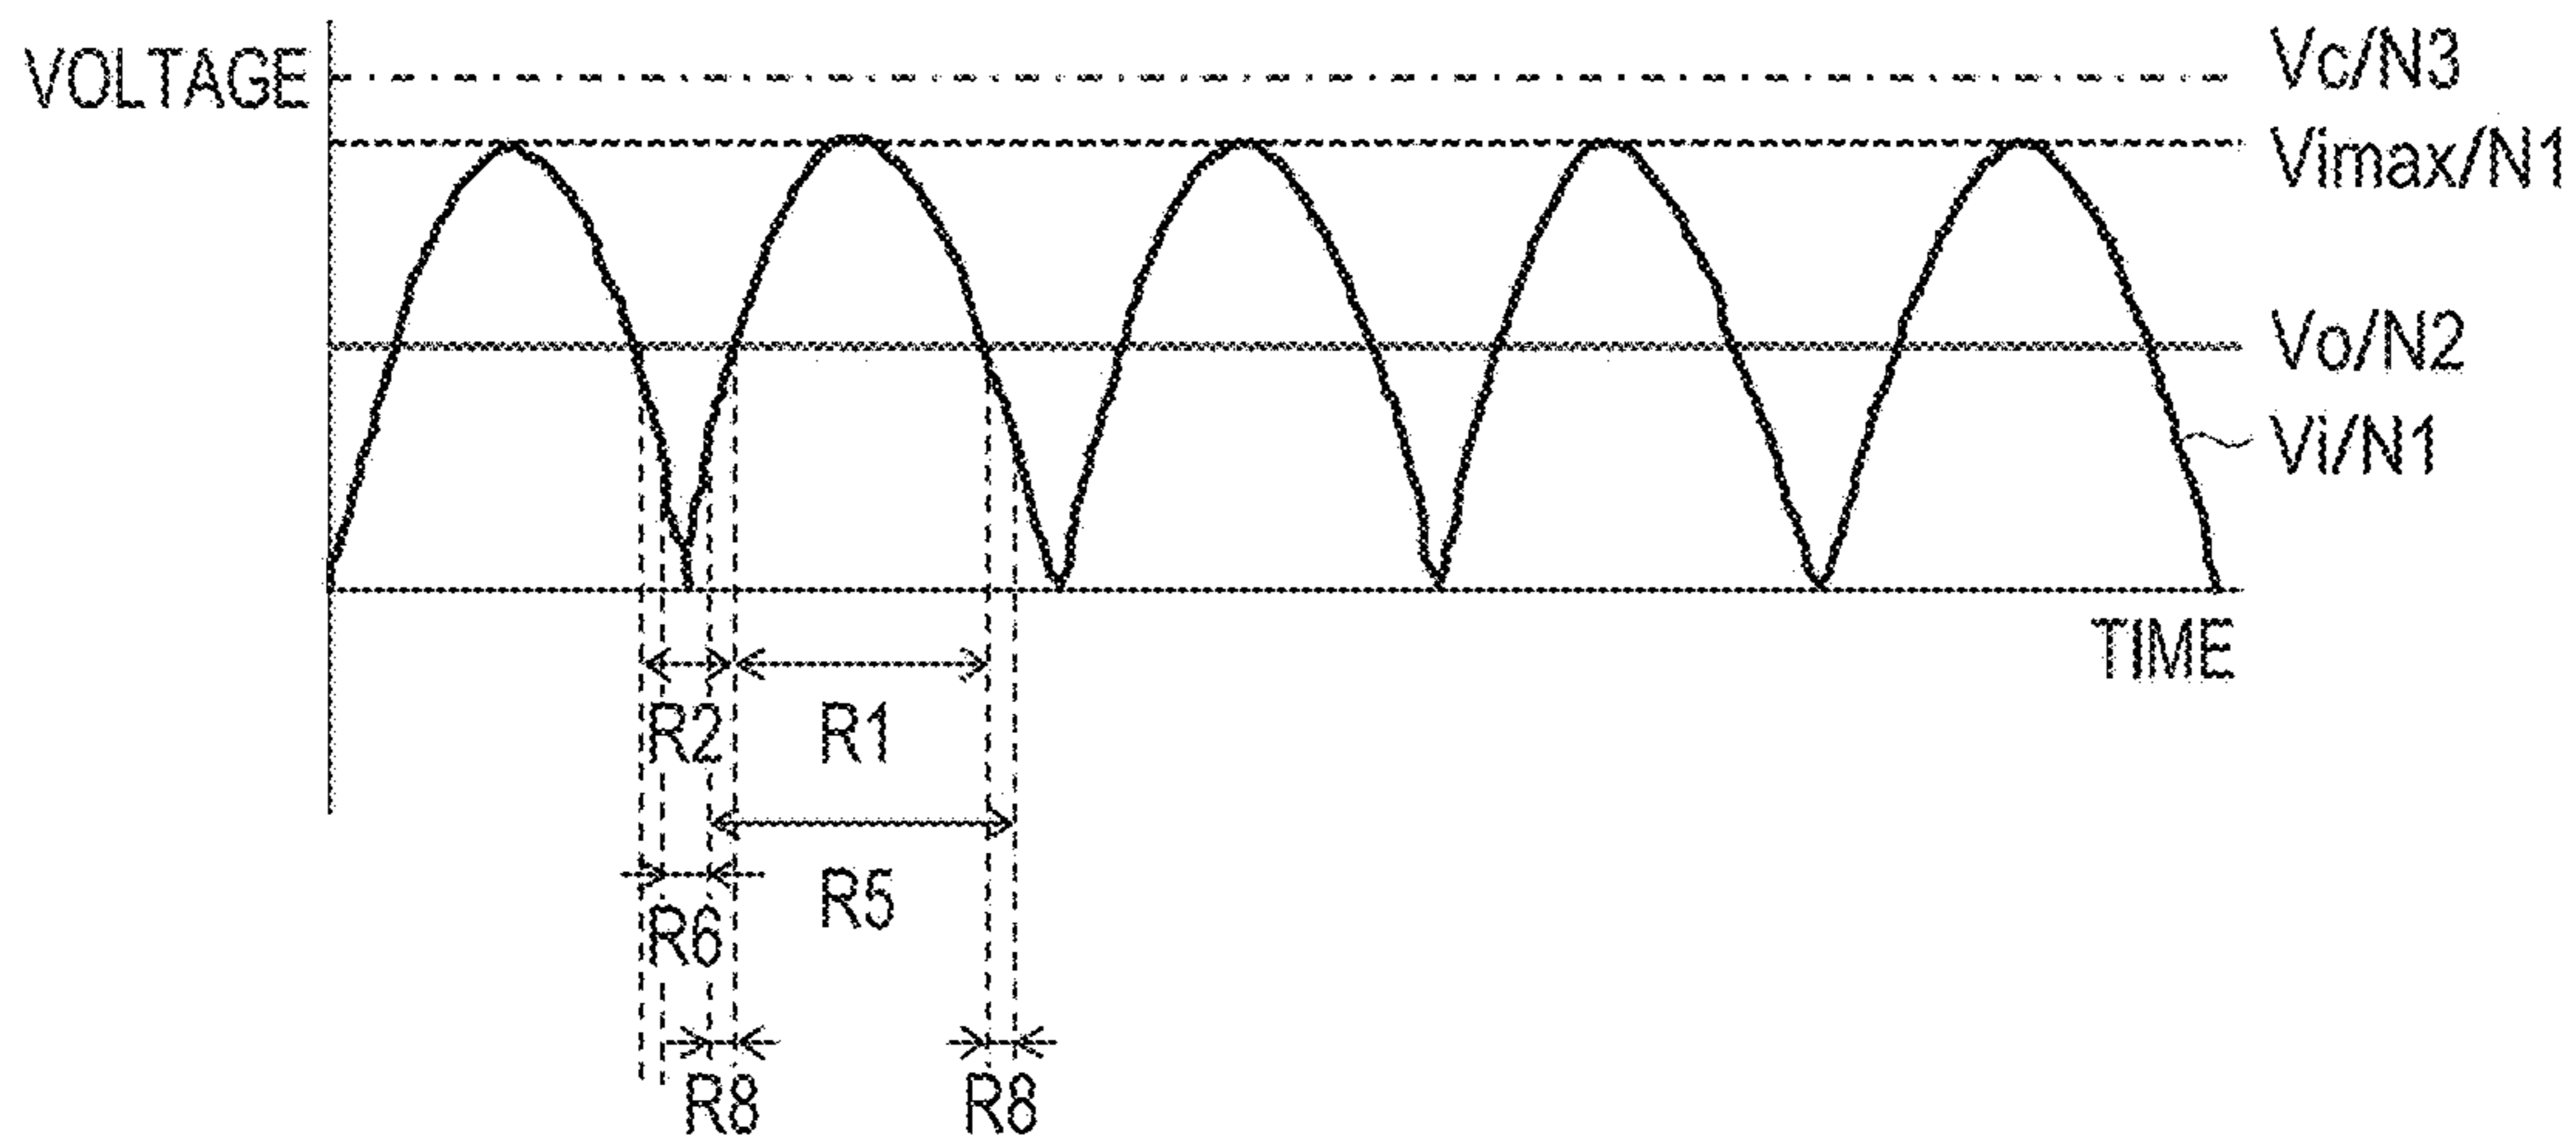 VOLTAGE
Vc/N3
Vimax/N1
Vo/N2
Vi/N1
TIME
R2 R1
R5
R6
R8 R8